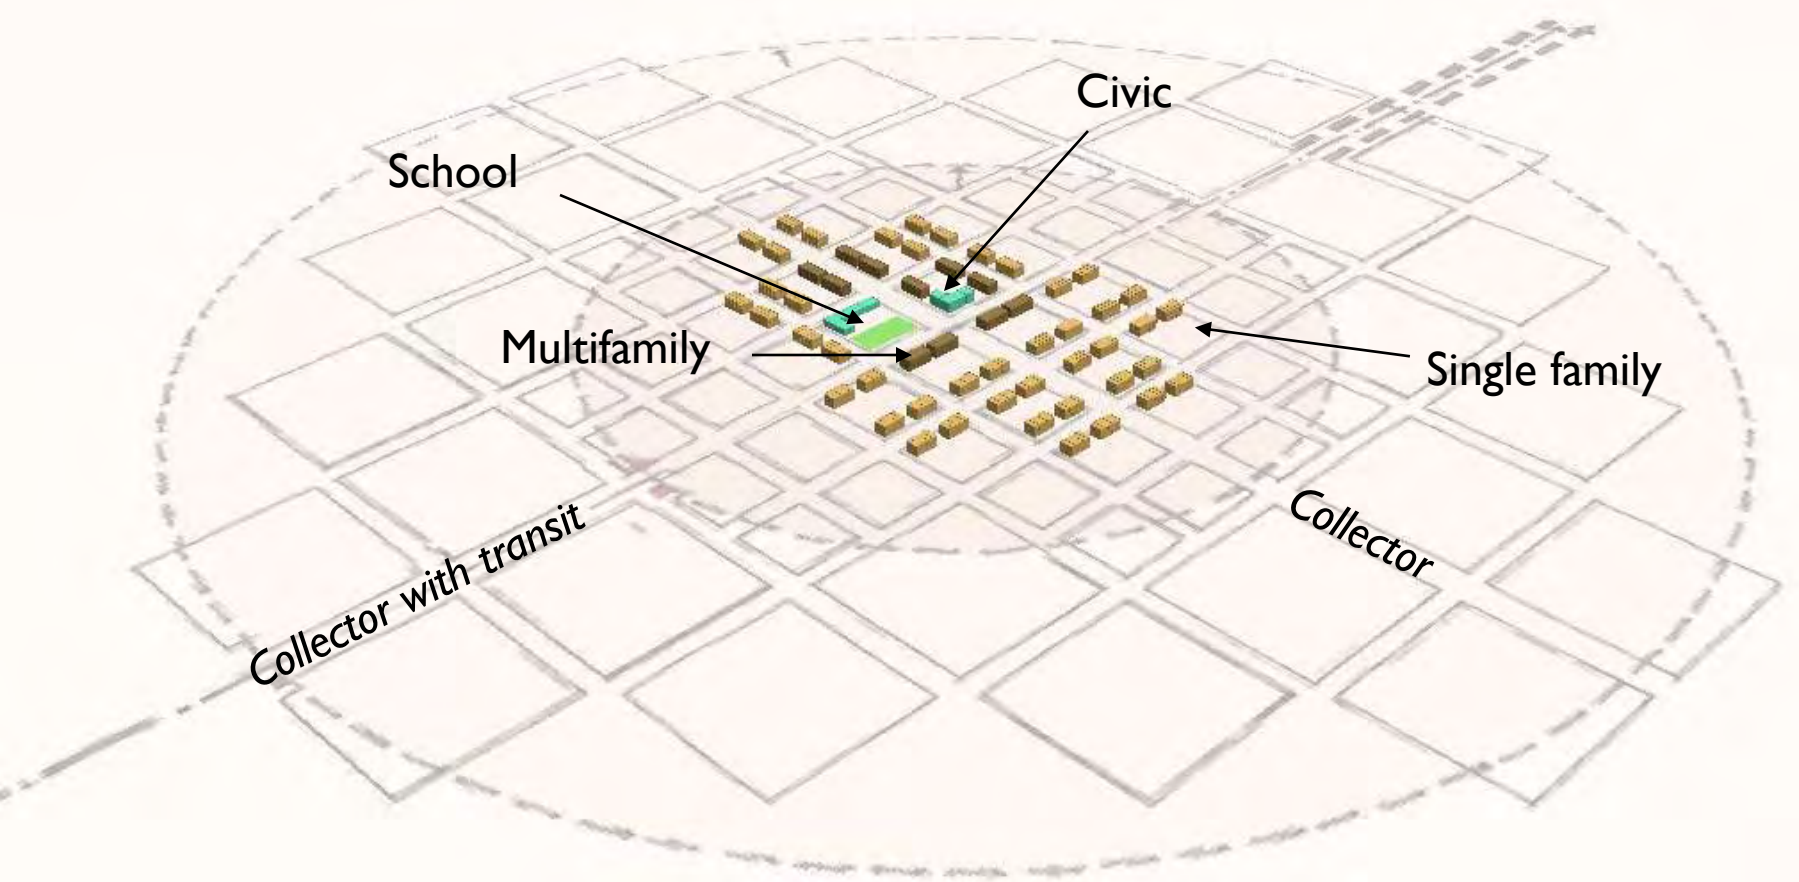 Civic
School
Multifamily
Single family
Collector
Collector with transit